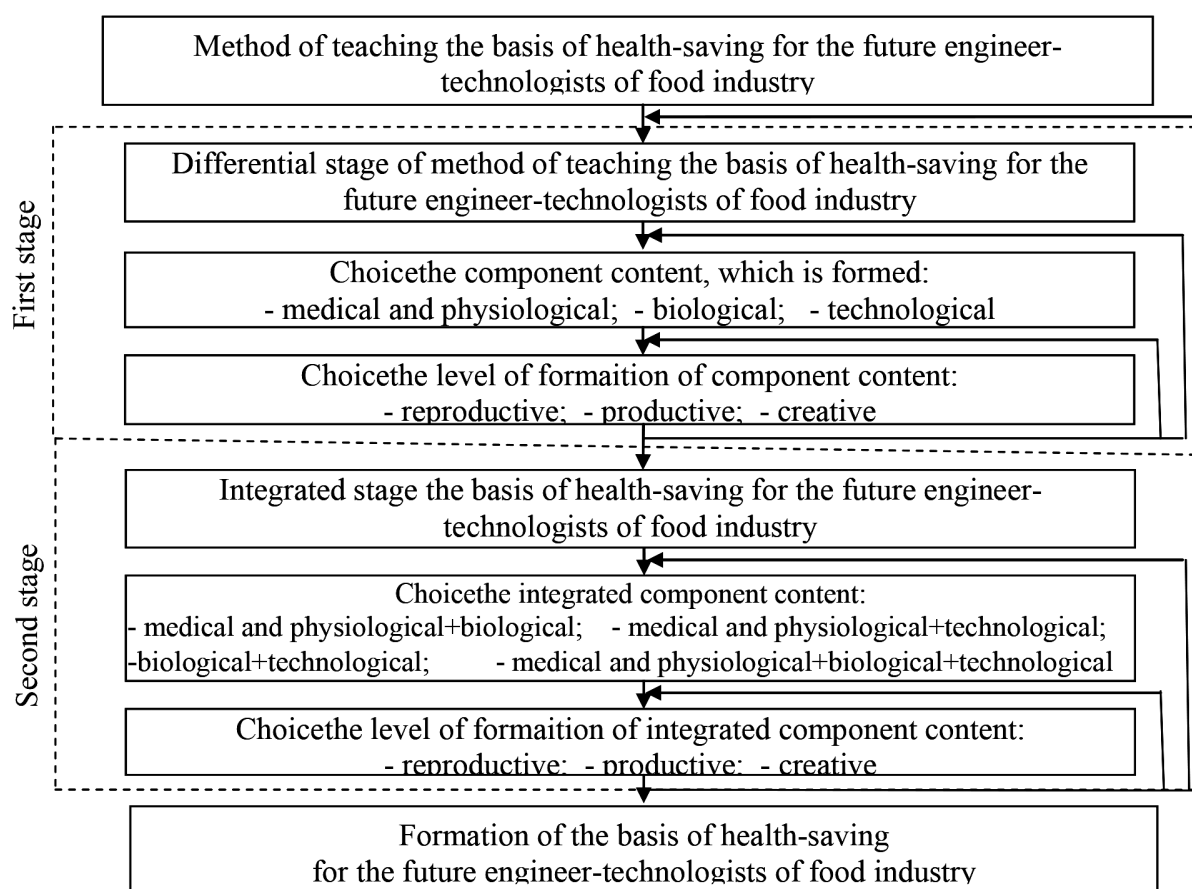 Method of teaching the basis of health-saving for the future engineer-
technologists of food industry
First stage
Differential stage of method of teaching the basis of health-saving for the
future engineer-technologists of food industry
Choicethe component content, which is formed:
- medical and physiological;  - biological;   - technological
Choicethe level of formaition of component content:
- reproductive;  - productive;  - creative
Second stage
Integrated stage the basis of health-saving for the future engineer-
technologists of food industry
Choicethe integrated component content:
- medical and physiological+biological;    - medical and physiological+technological;
-biological+technological;         - medical and physiological+biological+technological
Choicethe level of formaition of integrated component content:
- reproductive;  - productive;  - creative
Formation of the basis of health-saving
for the future engineer-technologists of food industry